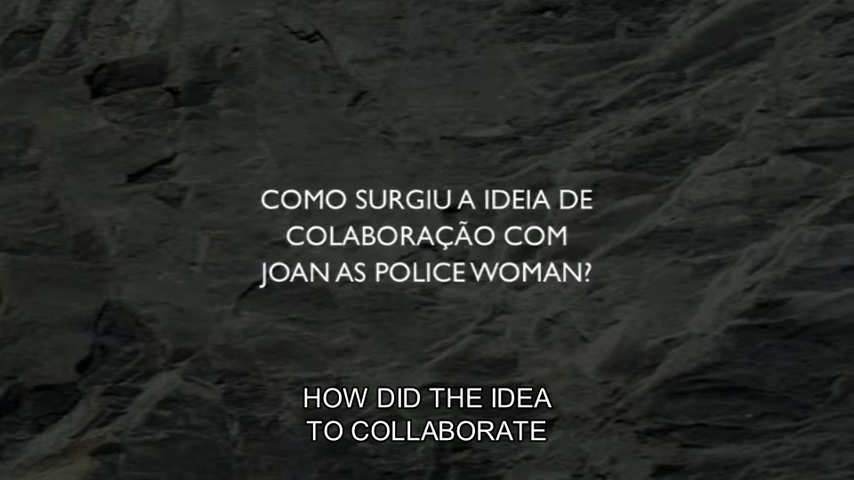 COMO SURGIU A IDEIA DE
COLABORAÇÃO COM
JOAN AS POLICE WOMAN?
HOW DID THE IDEA
TO COLLABORATE